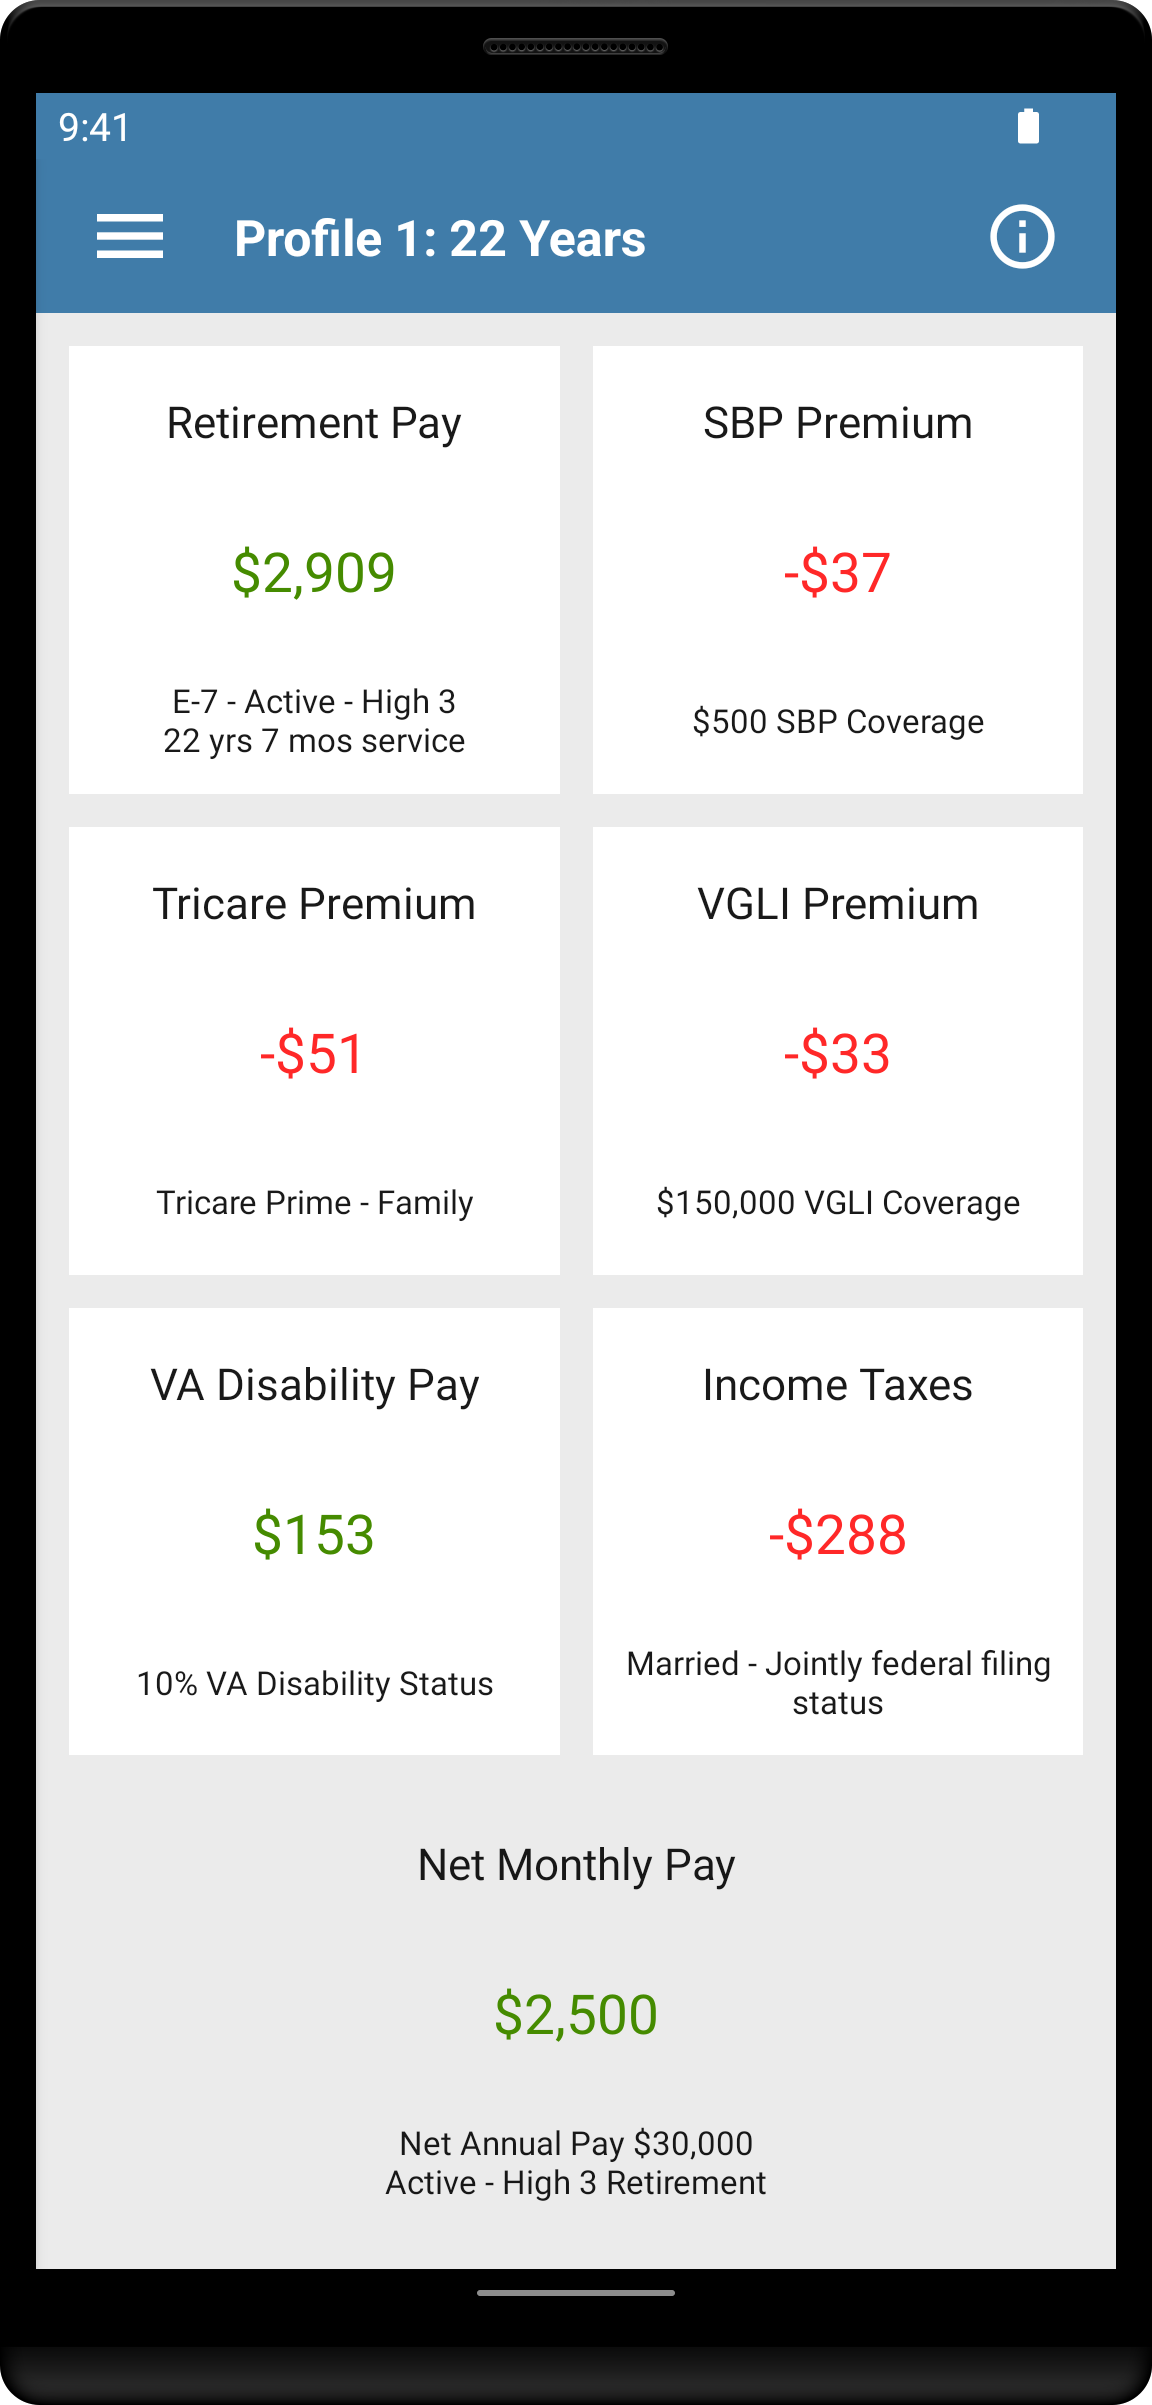 9:41
Profile 1: 22 Years
Retirement Pay
$2,909
E-7 - Active - High 3
22 yrs 7 mos service
SBP Premium
-$37
$500 SBP Coverage
Tricare Premium
-$51
Tricare Prime - Family
VGLI Premium
-$33
$150,000 VGLI Coverage
VA Disability Pay
$153
10% VA Disability Status
Income Taxes
-$288
Married - Jointly federal filing
status
Net Monthly Pay
$2,500
Net Annual Pay $30,000
Active - High 3 Retirement